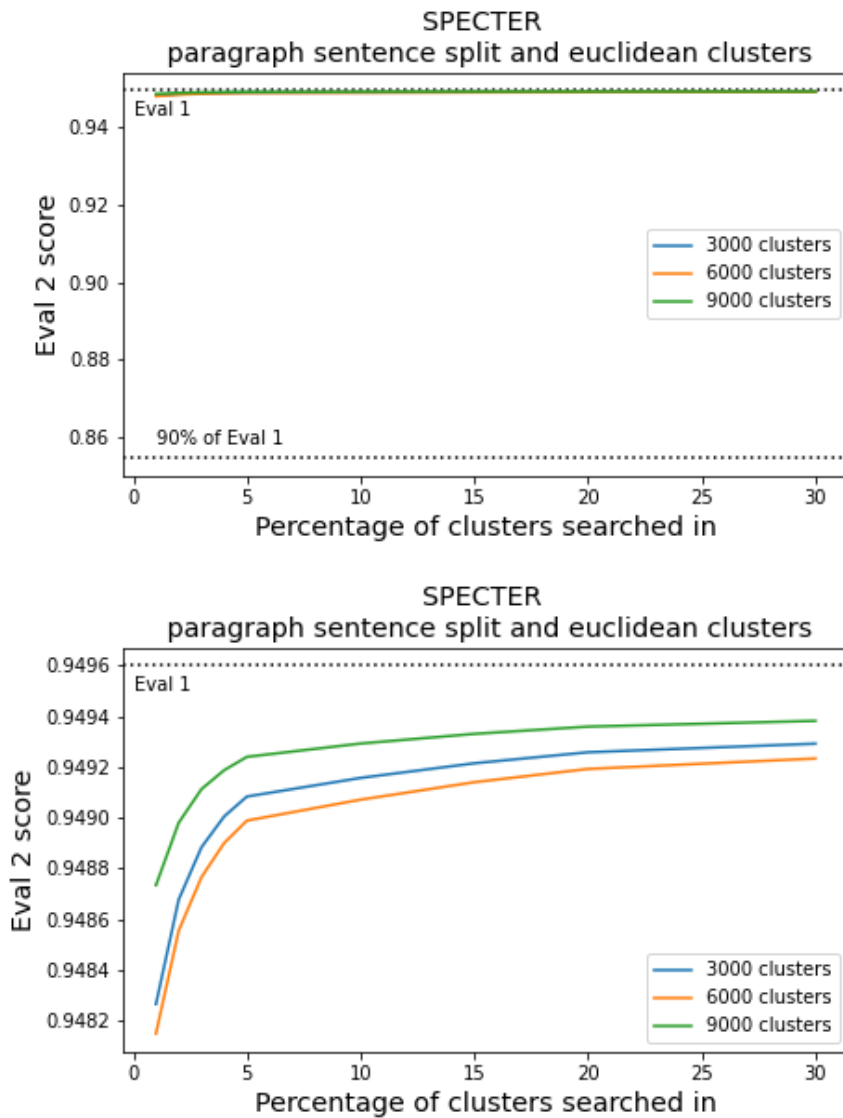 SPECTER
paragraph sentence split and euclidean clusters
Eval 1
0.94
0.92
0.90
0.88
0.86
Eval 2 score
3000 clusters
6000 clusters
9000 clusters
90% of Eval 1
0
5
10
15
20
25
30
Percentage of clusters searched in
SPECTER
paragraph sentence split and euclidean clusters
0.9496
Eval 1
0.9494
0.9492
0.9490
0.9488
0.9486
0.9484
0.9482
Eval 2 score
3000 clusters
6000 clusters
9000 clusters
0
5
10
15
20
25
30
Percentage of clusters searched in